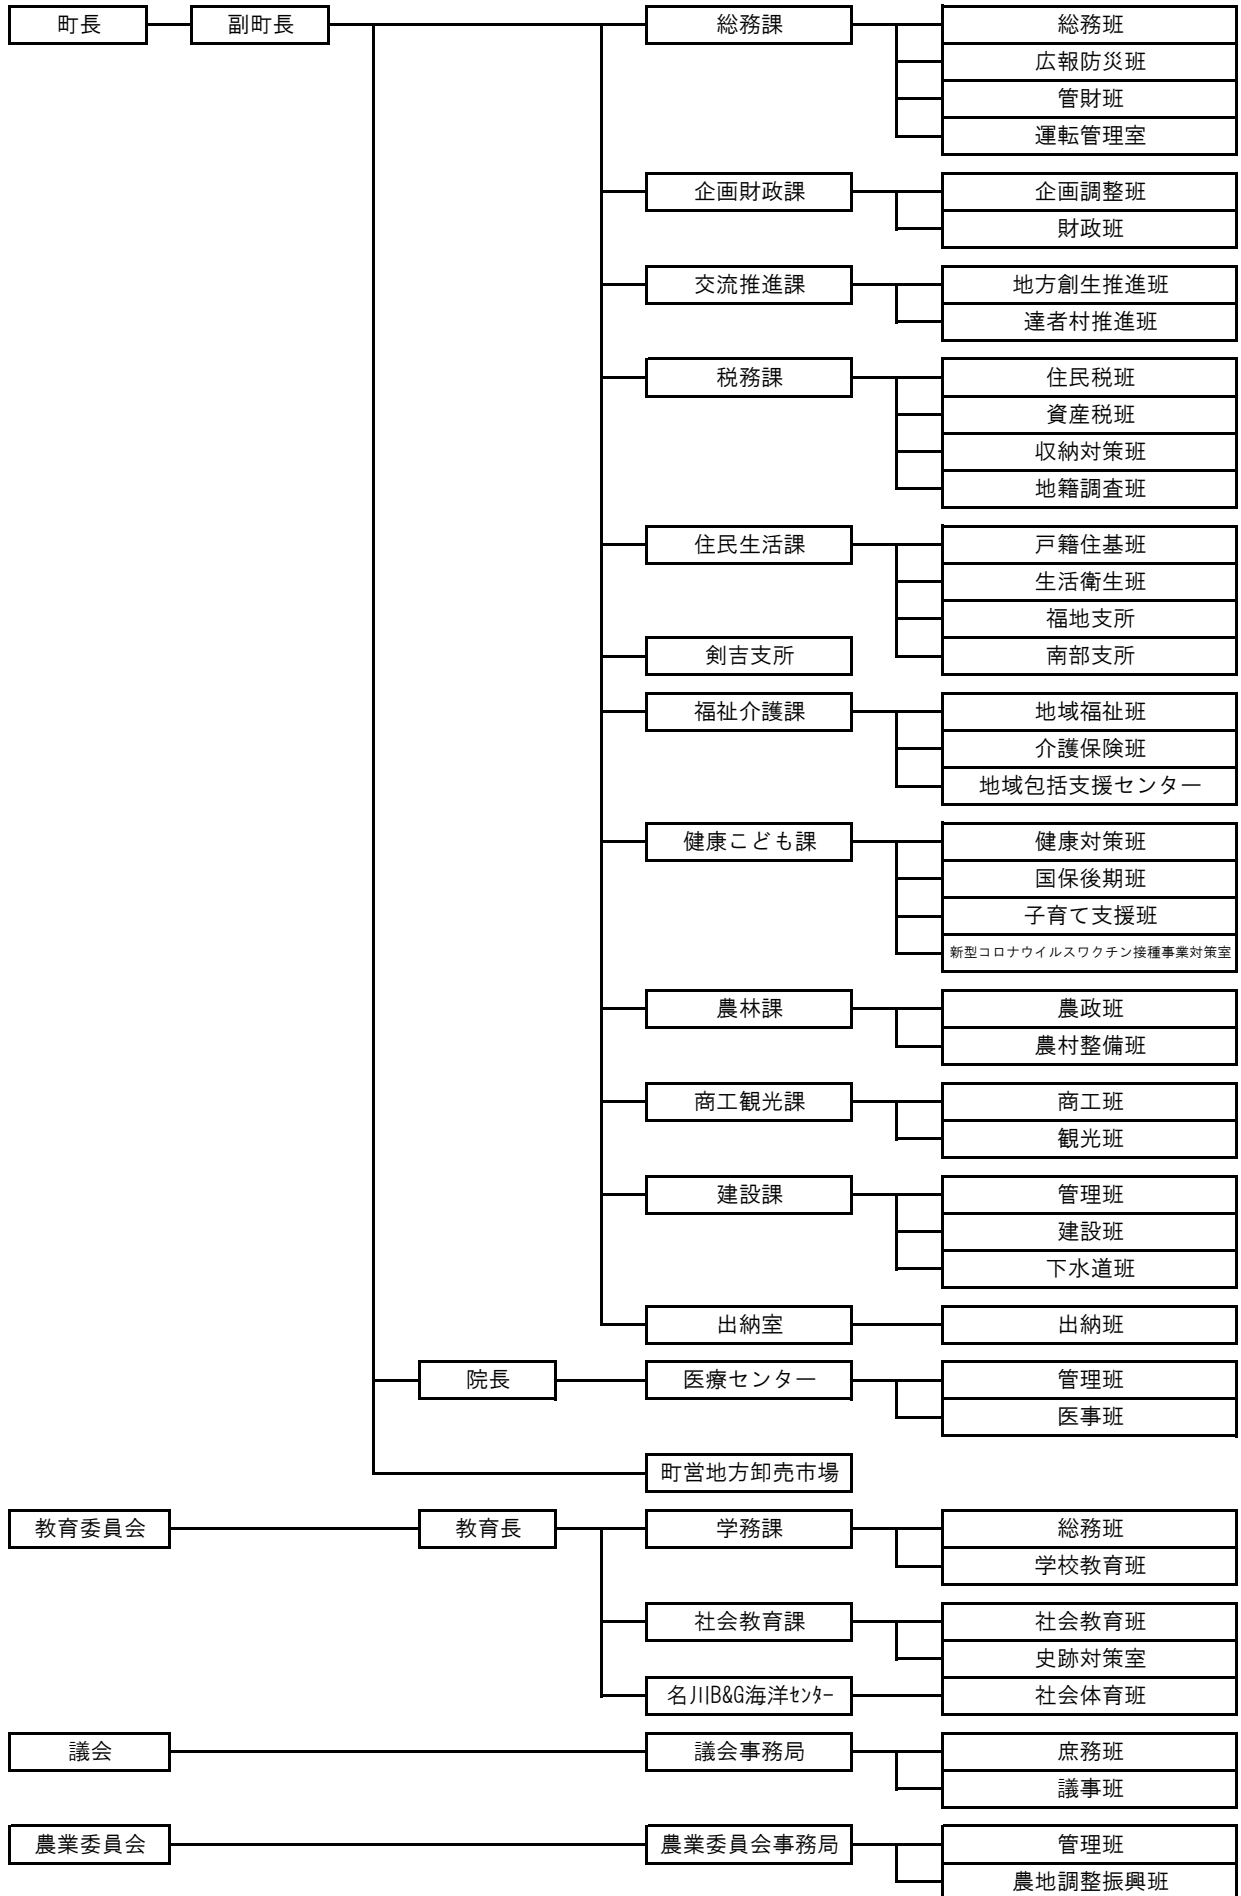 町長 副町長 総務課 総務班
広報防災班
管財班
運転管理室
企画財政課 企画調整班
財政班
交流推進課 地方創生推進班
達者村推進班
税務課 住民税班
資産税班
収納対策班
地籍調査班
住民生活課 戸籍住基班
生活衛生班
福地支所
剣吉支所 南部支所
福祉介護課 地域福祉班
介護保険班
地域包括支援センター
健康こども課 健康対策班
国保後期班
子育て支援班
新型コロナウイルスワクチン接種事業対策室
農林課 農政班
農村整備班
商工観光課 商工班
観光班
建設課 管理班
建設班
下水道班
出納室 出納班
院長 医療センター 管理班
医事班
町営地方卸売市場
教育委員会 教育長 学務課 総務班
学校教育班
社会教育課 社会教育班
史跡対策室
名川B&G海洋ｾﾝﾀｰ 社会体育班
議会 議会事務局 庶務班
議事班
農業委員会 農業委員会事務局 管理班
農地調整振興班